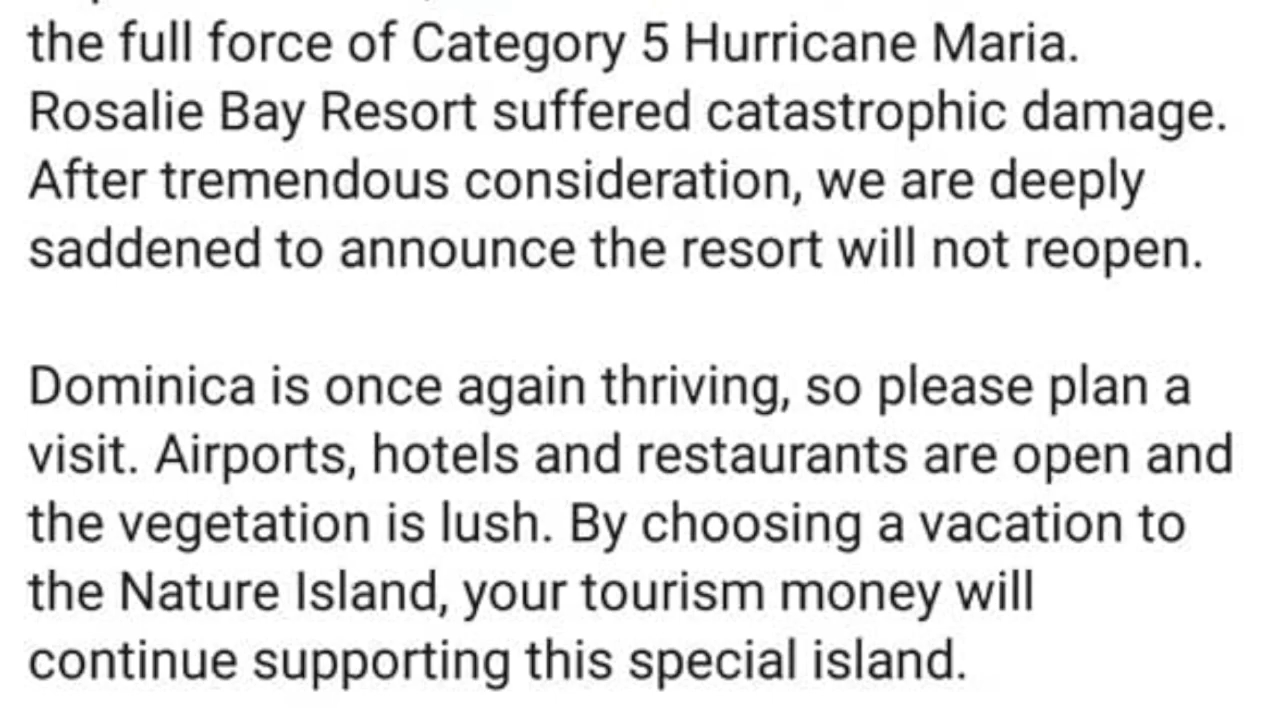 the full force of Category 5 Hurricane Maria.
Rosalie Bay Resort suffered catastrophic damage.
After tremendous consideration, we are deeply
saddened to announce the resort will not reopen.
Dominica is once again thriving, so please plan a
visit. Airports, hotels and restaurants are open and
the vegetation is lush. By choosing a vacation to
the Nature Island, your tourism money will
continue supporting this special island.